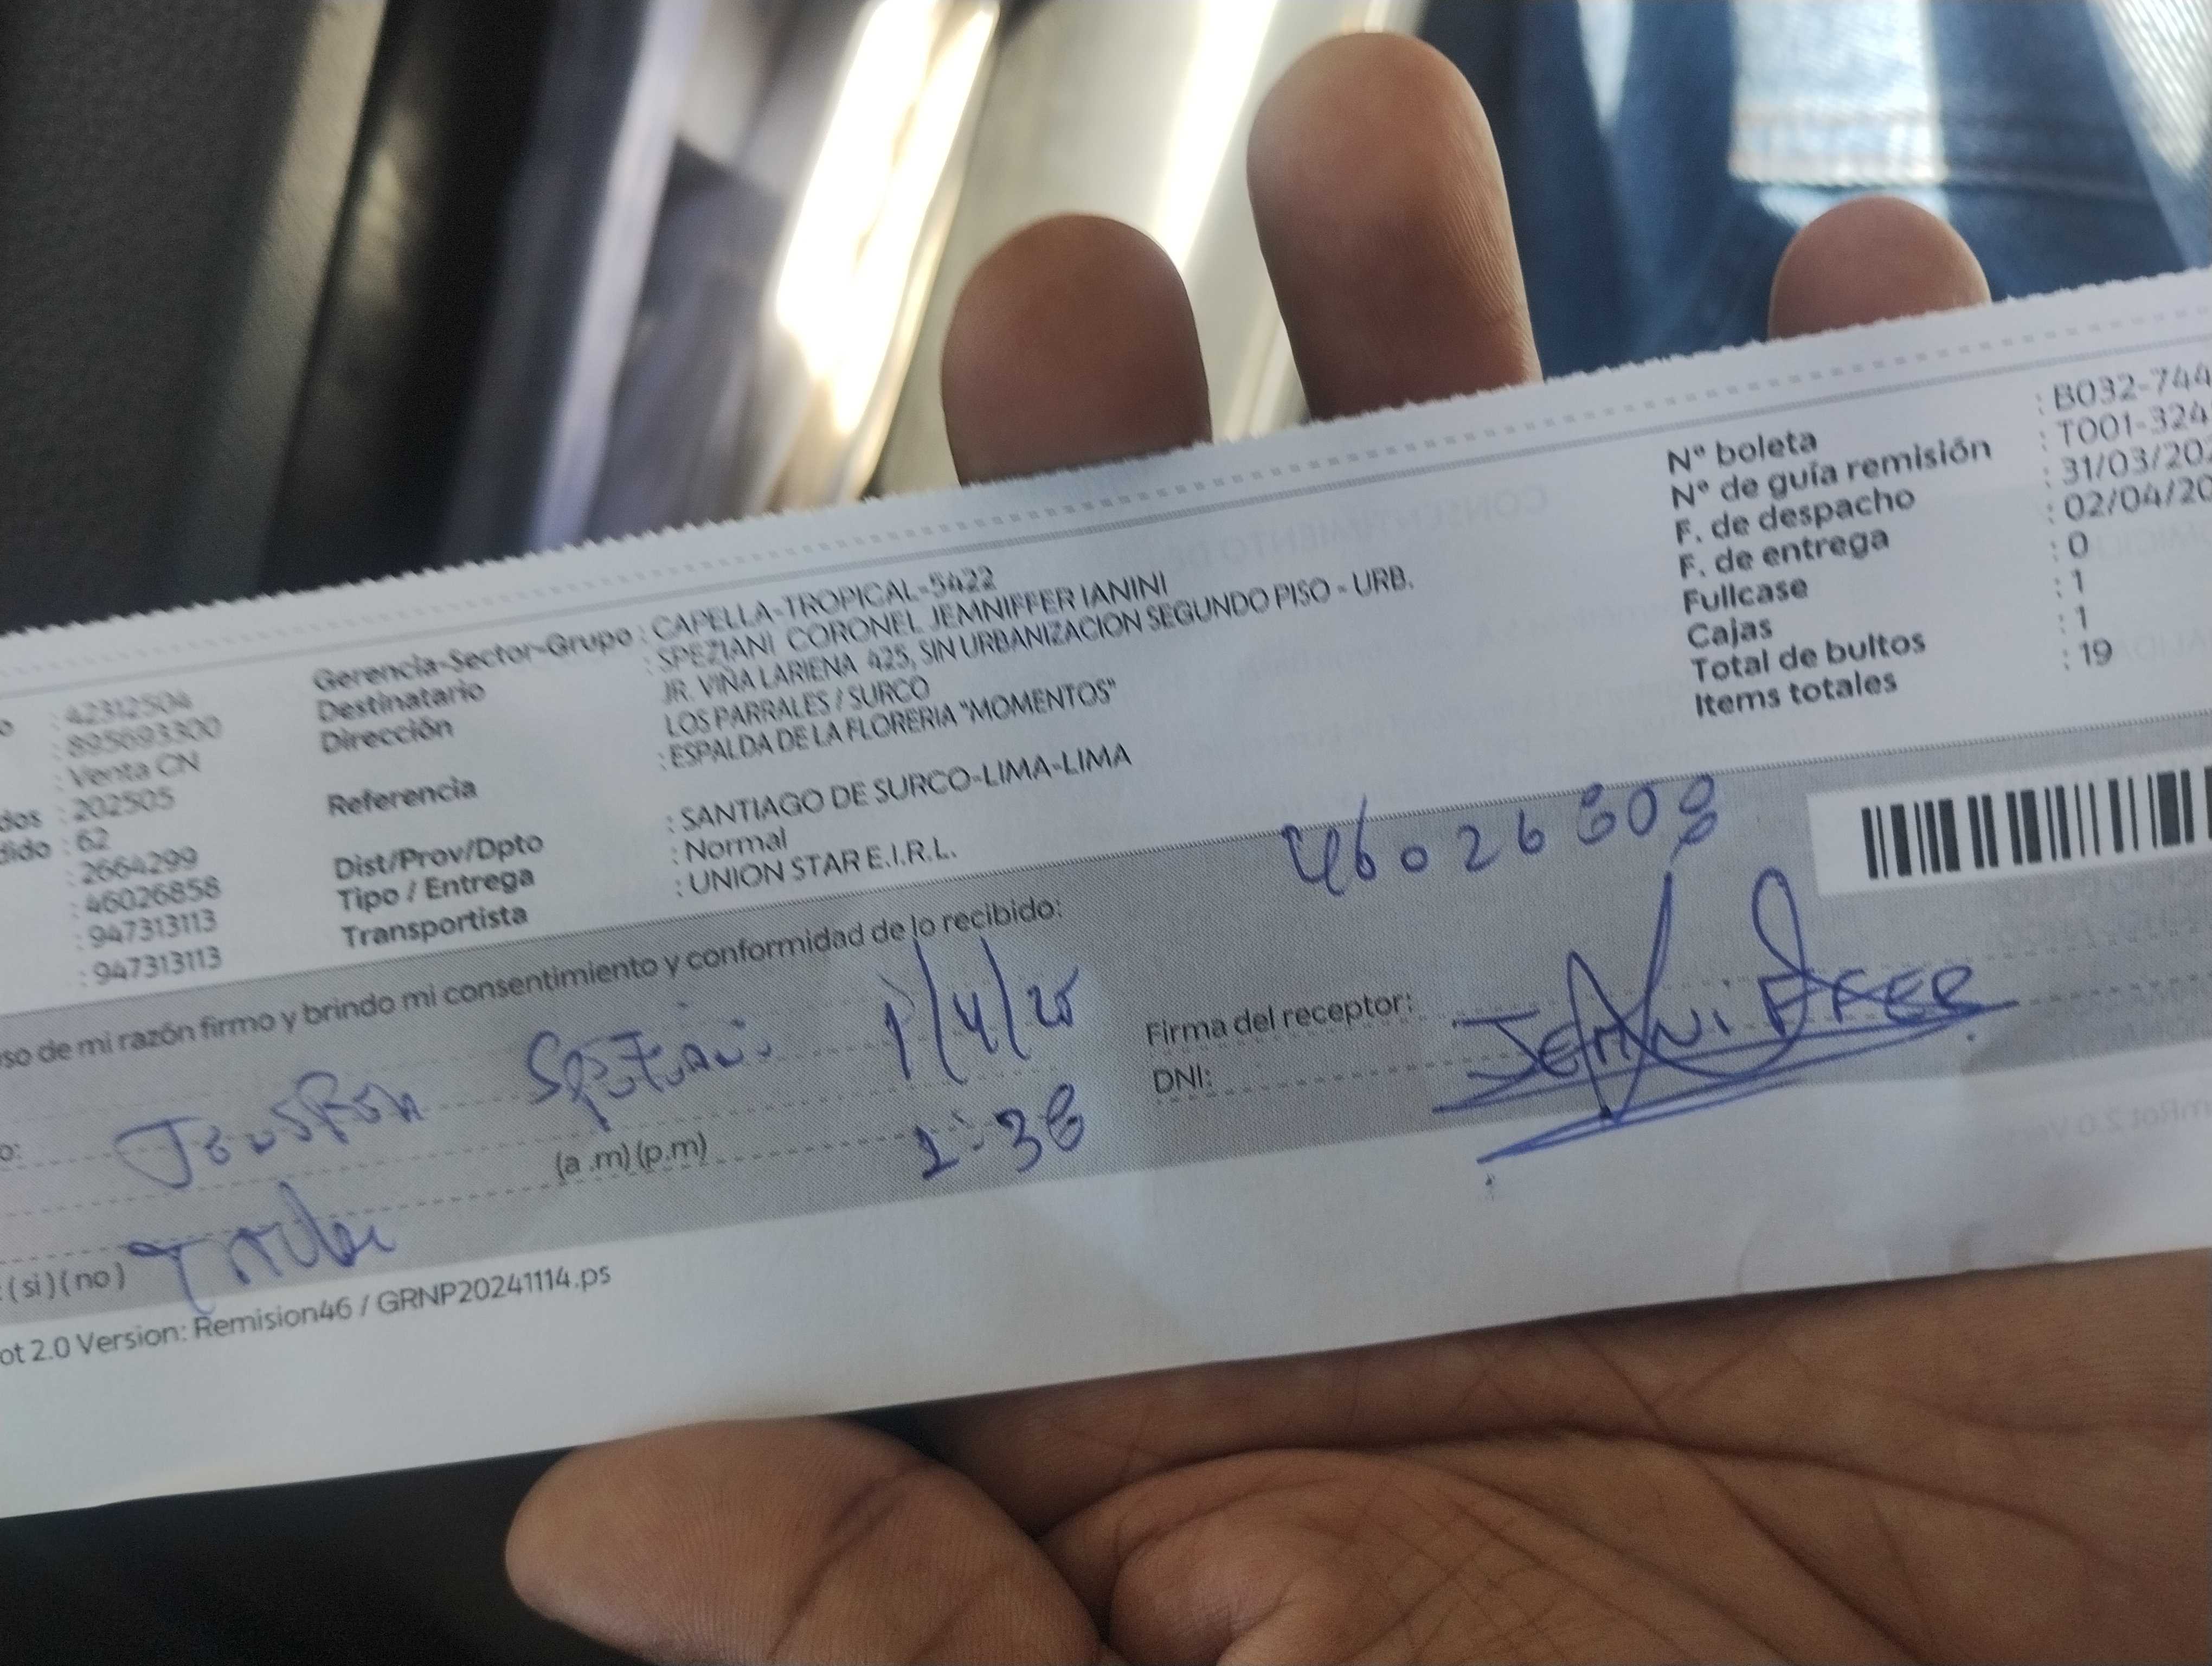 : 42312504
: 895693300
: Venta CN
: 202505
: 62
: 2664299
: 46026858
: 947313113
: 947313113
Gerencia-Sector-Grupo : CAPELLA-TROPICAL-5422
Destinatario : SPEZIANI CORONEL JEMNIFFER IANINI
Dirección JR. VIÑA LARIENA 425, SIN URBANIZACION SEGUNDO PISO - URB.
LOS PARRALES / SURCO
Referencia : ESPALDA DE LA FLORERIA "MOMENTOS"
Dist/Prov/Dpto : SANTIAGO DE SURCO-LIMA-LIMA
Tipo / Entrega : Normal
Transportista : UNION STAR E.I.R.L.
Nº boleta : B032-744
Nº de guía remisión : T001-324
F. de despacho : 31/03/202
F. de entrega : 02/04/20
Fullcase : 0
Cajas : 1
Total de bultos : 1
Items totales : 19
so de mi razón firmo y brindo mi consentimiento y conformidad de lo recibido:
1/4/25
(a .m) (p.m) 1:38
Firma del receptor: JEMNIFFER
DNI:
: (si) (no)
ot 2.0 Version: Remision46 / GRNP20241114.ps